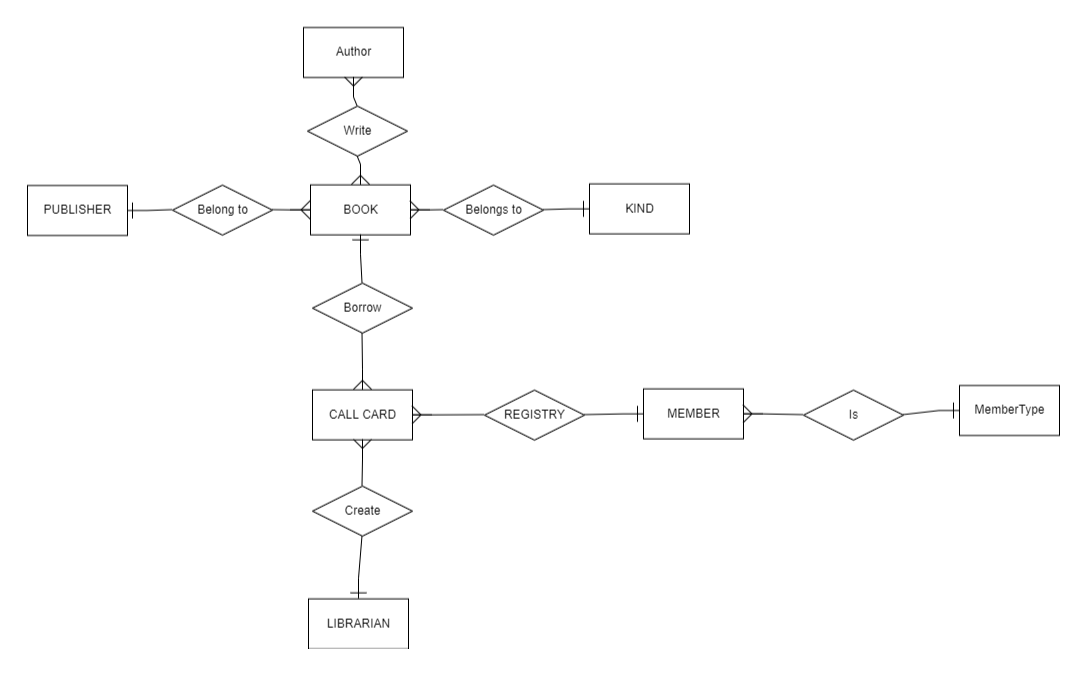 Author
Write
PUBLISHER
Belong to
BOOK
Belongs to
KIND
Borrow
CALL CARD
REGISTRY
MEMBER
Is
MemberType
Create
LIBRARIAN